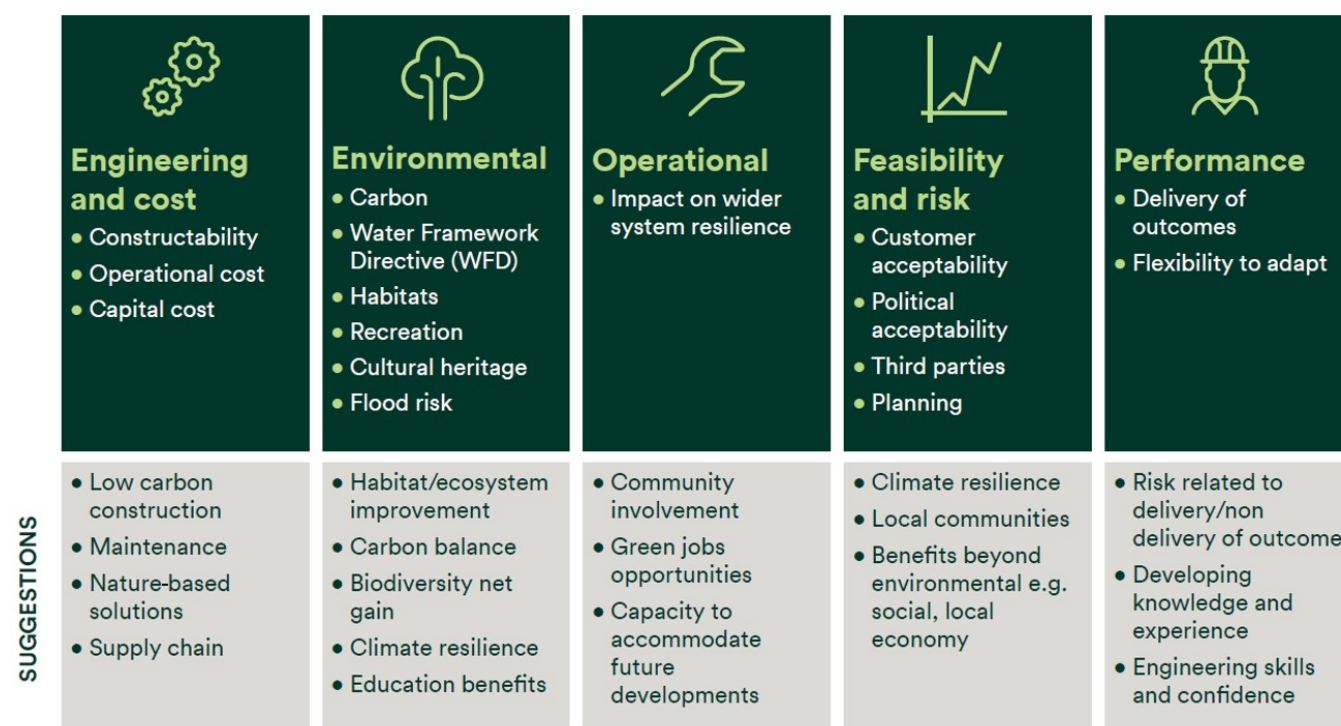 Engineering
and cost
• Constructability
• Operational cost
• Capital cost
Environmental
• Carbon
• Water Framework
Directive (WFD)
• Habitats
• Recreation
• Cultural heritage
• Flood risk
Operational
• Impact on wider
system resilience
Feasibility
and risk
• Customer
acceptability
• Political
acceptability
• Third parties
• Planning
Performance
• Delivery of
outcomes
• Flexibility to adapt
SUGGESTIONS
• Low carbon
construction
• Maintenance
• Nature-based
solutions
• Supply chain
• Habitat/ecosystem
improvement
• Carbon balance
• Biodiversity net
gain
• Climate resilience
• Education benefits
• Community
involvement
• Green jobs
opportunities
• Capacity to
accommodate
future
developments
• Climate resilience
• Local communities
• Benefits beyond
environmental e.g.
social, local
economy
• Risk related to
delivery/non
delivery of outcome
• Developing
knowledge and
experience
• Engineering skills
and confidence